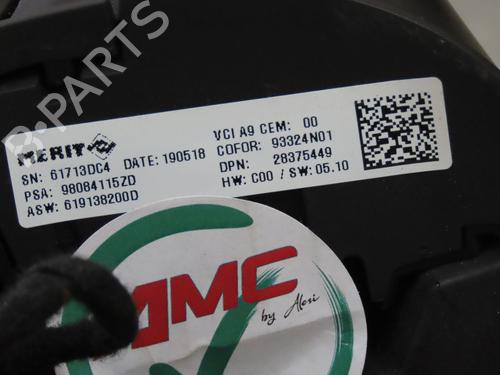 B-PARTS
MERIT
SN: 61713DC4 DATE: 190518
PSA: 98084115ZD
ASW: 619138200D
VCI A9 CEM: 00
COFOR: 93324N01
DPN: 28375449
HW: C00 / SW: 05.10
AMC
by Alesi